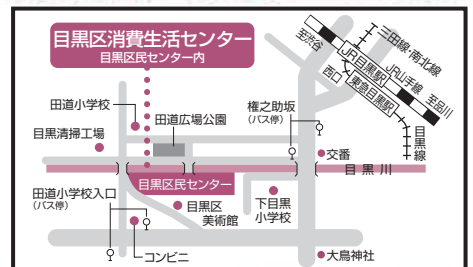 目黒区消費生活センター
目黒区民センター内
至渋谷
三田線・南北線
JR目黒駅
JR山手線
西口
東急目黒駅
至品川
目黒線
田道小学校
田道広場公園
権之助坂
(バス停)
目黒清掃工場
交番
目黒川
田道小学校入口
(バス停)
目黒区民センター
目黒区
美術館
下目黒
小学校
コンビニ
大鳥神社